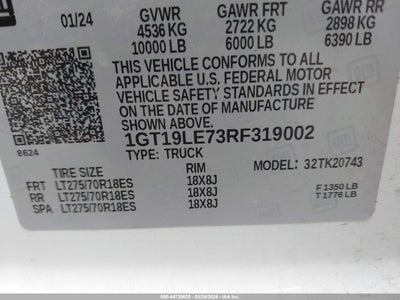 01/24
GVWR GAWR FRT GAWR RR
4536 KG 2722 KG 2898 KG
10000 LB 6000 LB 6390 LB
THIS VEHICLE CONFORMS TO ALL
APPLICABLE U.S. FEDERAL MOTOR
VEHICLE SAFETY STANDARDS IN
EFFECT ON THE DATE OF
MANUFACTURE SHOWN ABOVE.
1GT19LE73RF319002
8624
TYPE: TRUCK
MODEL: 32TK20743
TIRE SIZE RIM
FRT LT275/70R18ES 18X8J
RR LT275/70R18ES 18X8J
SPA LT275/70R18ES 18X8J
F 1350 LB
T 1776 LB